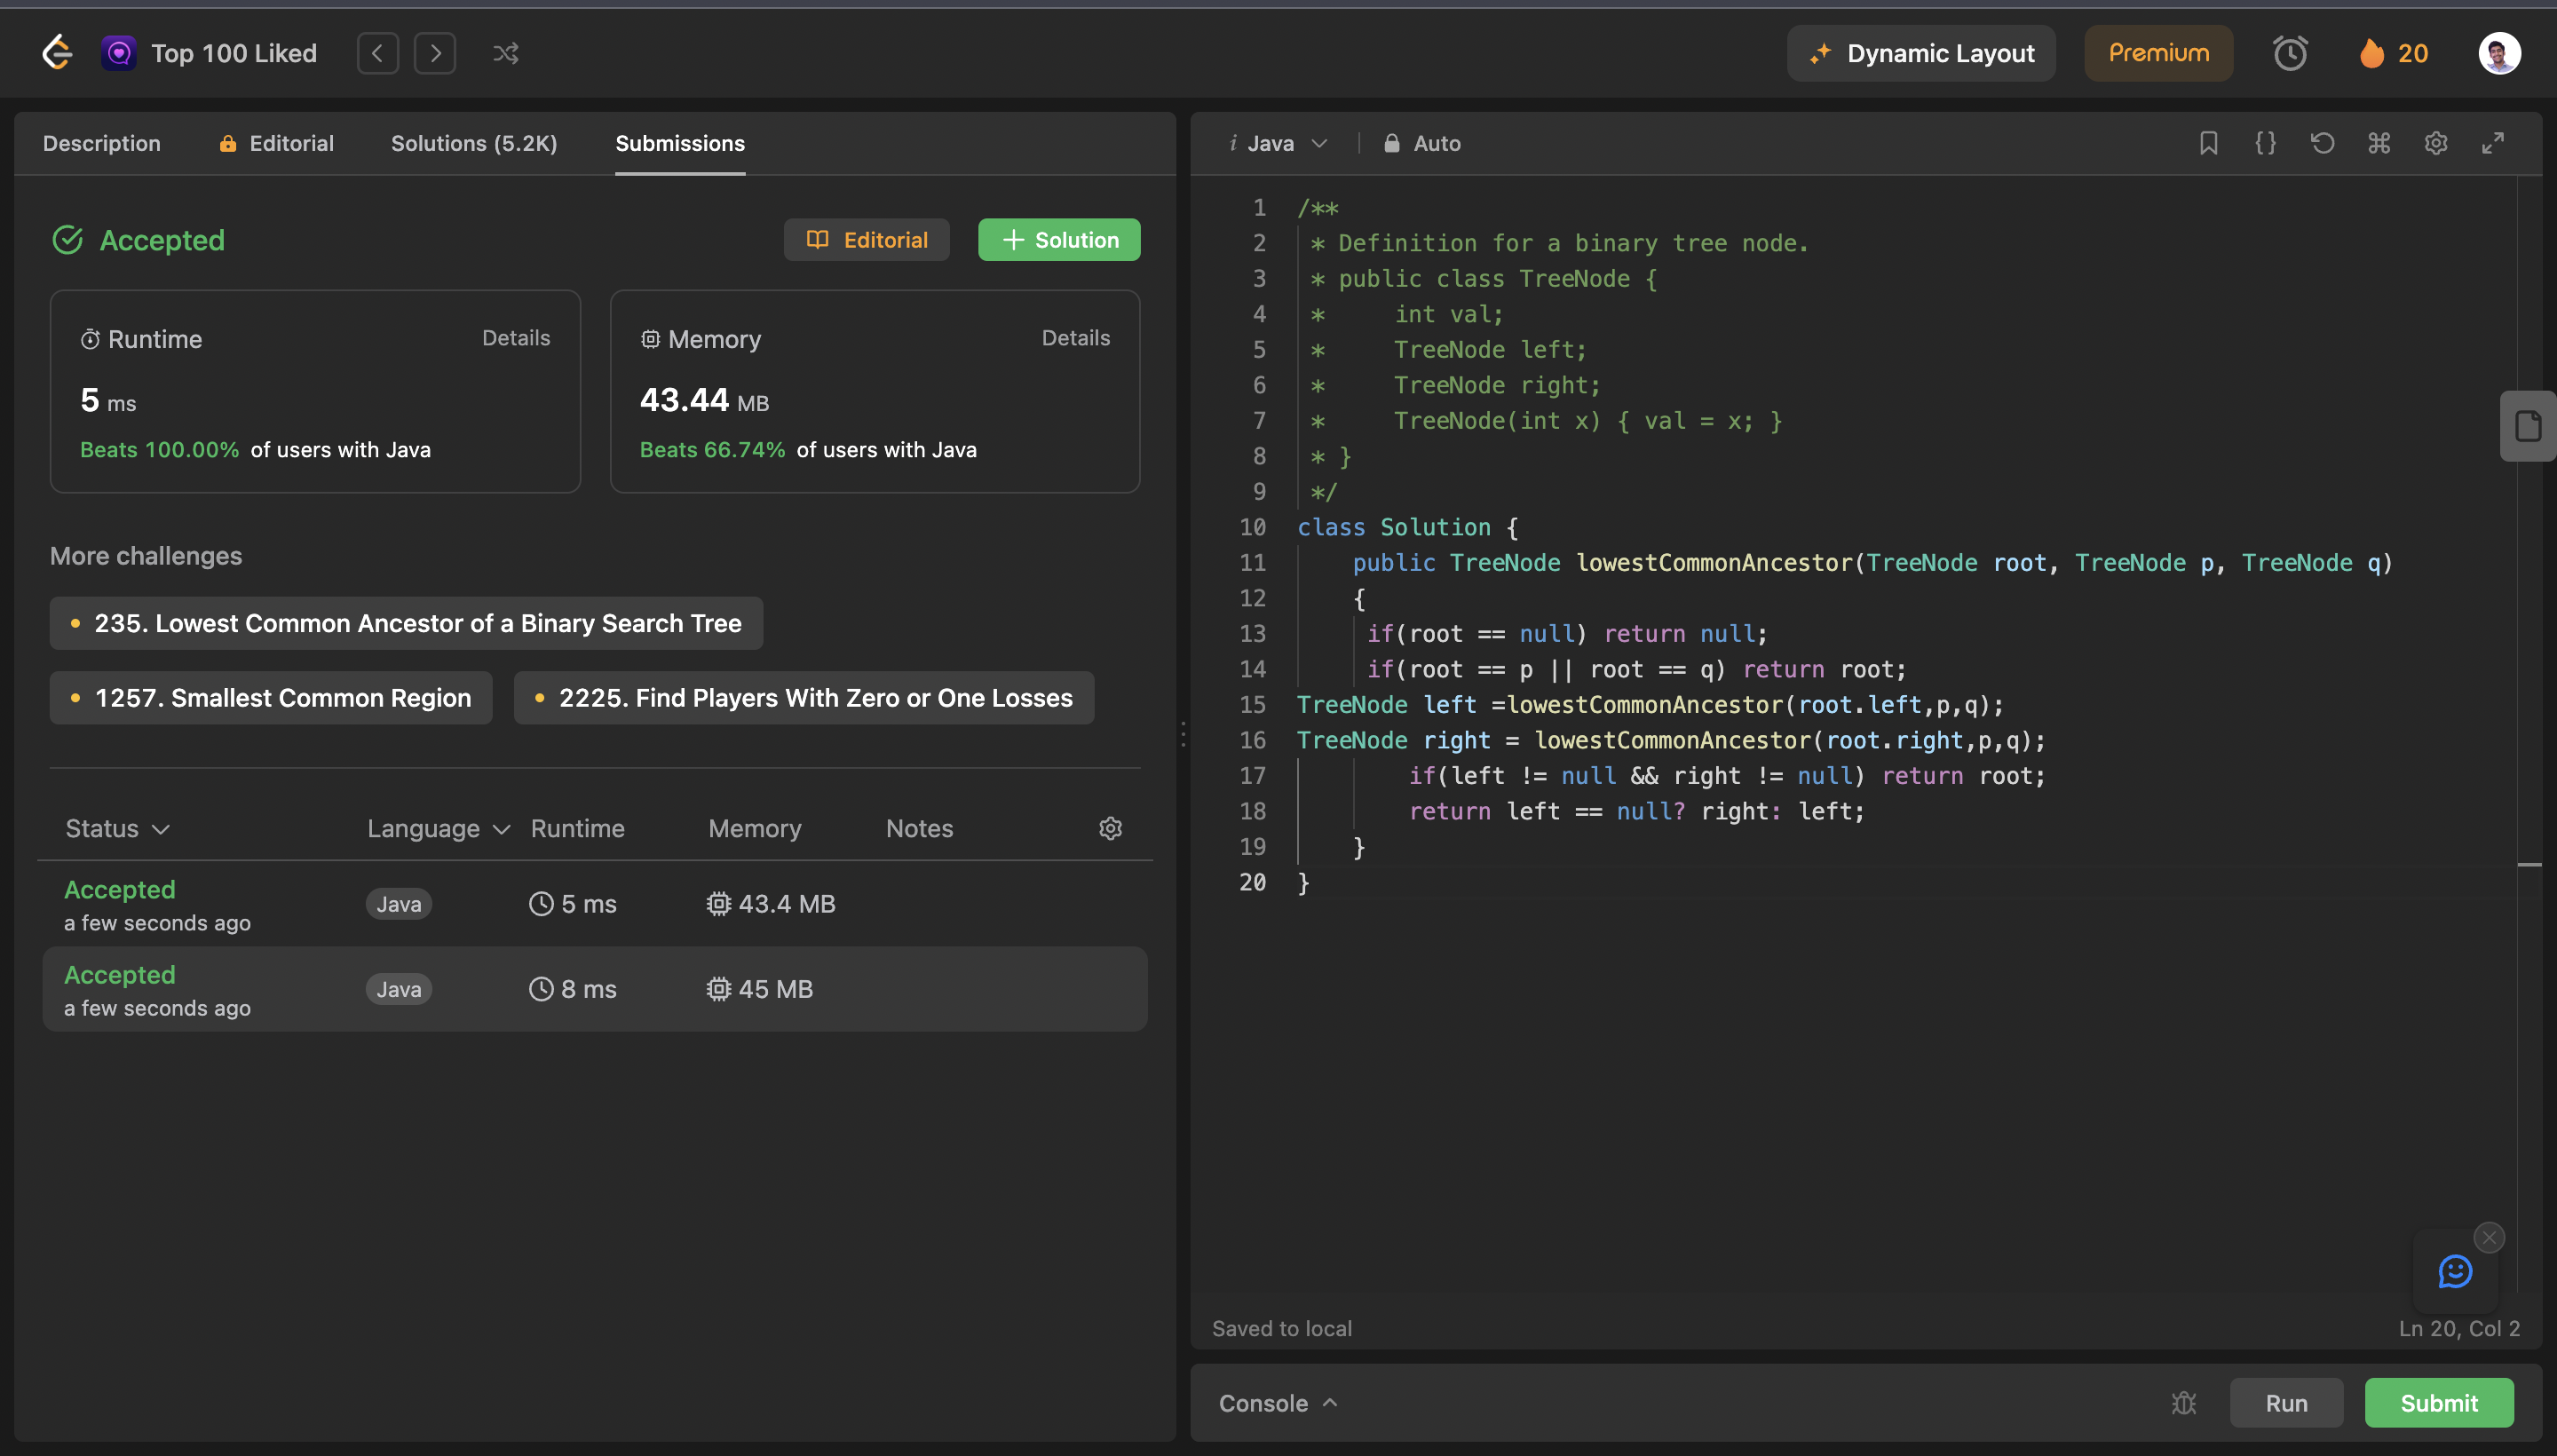 Top 100 Liked
Dynamic Layout
Premium
20
Description
Editorial
Solutions (5.2K)
Submissions
Accepted
Editorial
Solution
Runtime
Details
5 ms
Beats 100.00% of users with Java
Memory
Details
43.44 MB
Beats 66.74% of users with Java
More challenges
235. Lowest Common Ancestor of a Binary Search Tree
1257. Smallest Common Region
2225. Find Players With Zero or One Losses
Status Language Runtime Memory Notes
Accepted
a few seconds ago
Java
5 ms
43.4 MB
Accepted
a few seconds ago
Java
8 ms
45 MB
i Java
Auto
1 /**
2 * Definition for a binary tree node.
3 * public class TreeNode {
4 *     int val;
5 *     TreeNode left;
6 *     TreeNode right;
7 *     TreeNode(int x) { val = x; }
8 * }
9 */
10 class Solution {
11     public TreeNode lowestCommonAncestor(TreeNode root, TreeNode p, TreeNode q)
12     {
13      if(root == null) return null;
14      if(root == p || root == q) return root;
15 TreeNode left =lowestCommonAncestor(root.left,p,q);
16 TreeNode right = lowestCommonAncestor(root.right,p,q);
17         if(left != null && right != null) return root;
18         return left == null? right: left;
19     }
20 }
Saved to local
Ln 20, Col 2
Console
Run
Submit